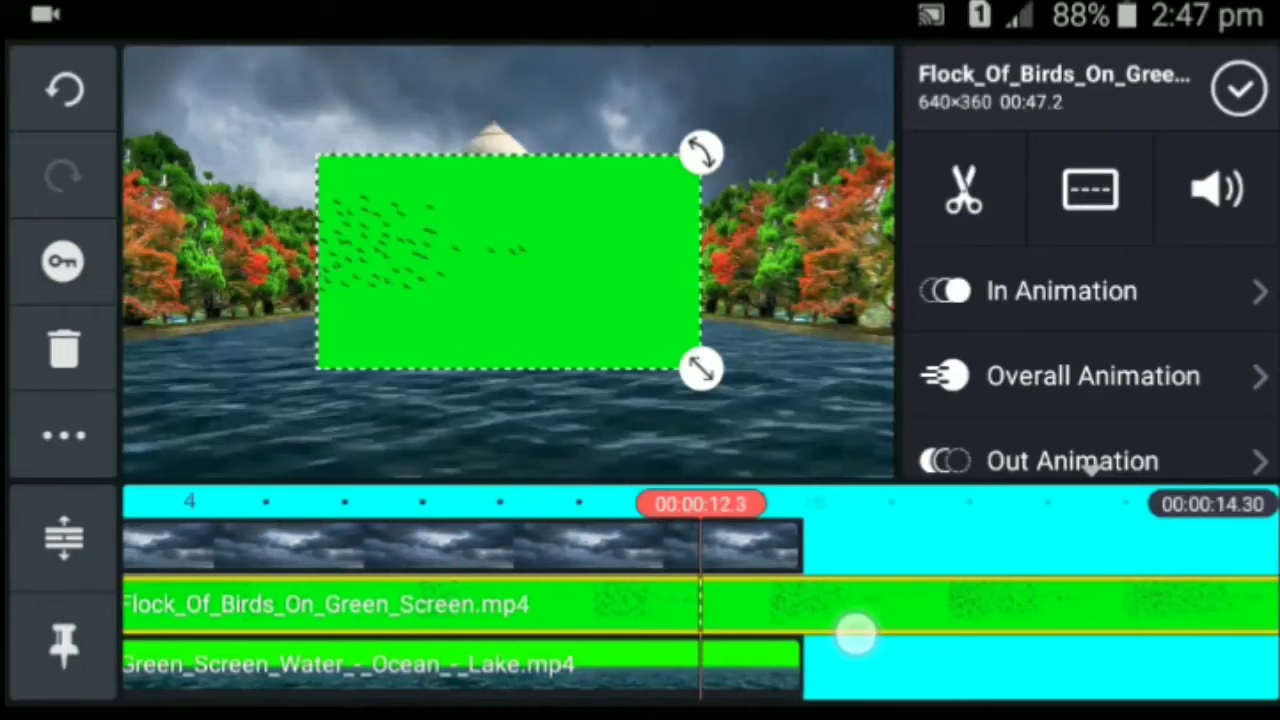 1 88% 2:47 pm
Flock_Of_Birds_On_Gree...
640×360 00:47.2
In Animation
Overall Animation
Out Animation
4
00:00:12.3
00:00:14.30
Flock_Of_Birds_On_Green_Screen.mp4
Green_Screen_Water_-_Ocean_-_Lake.mp4